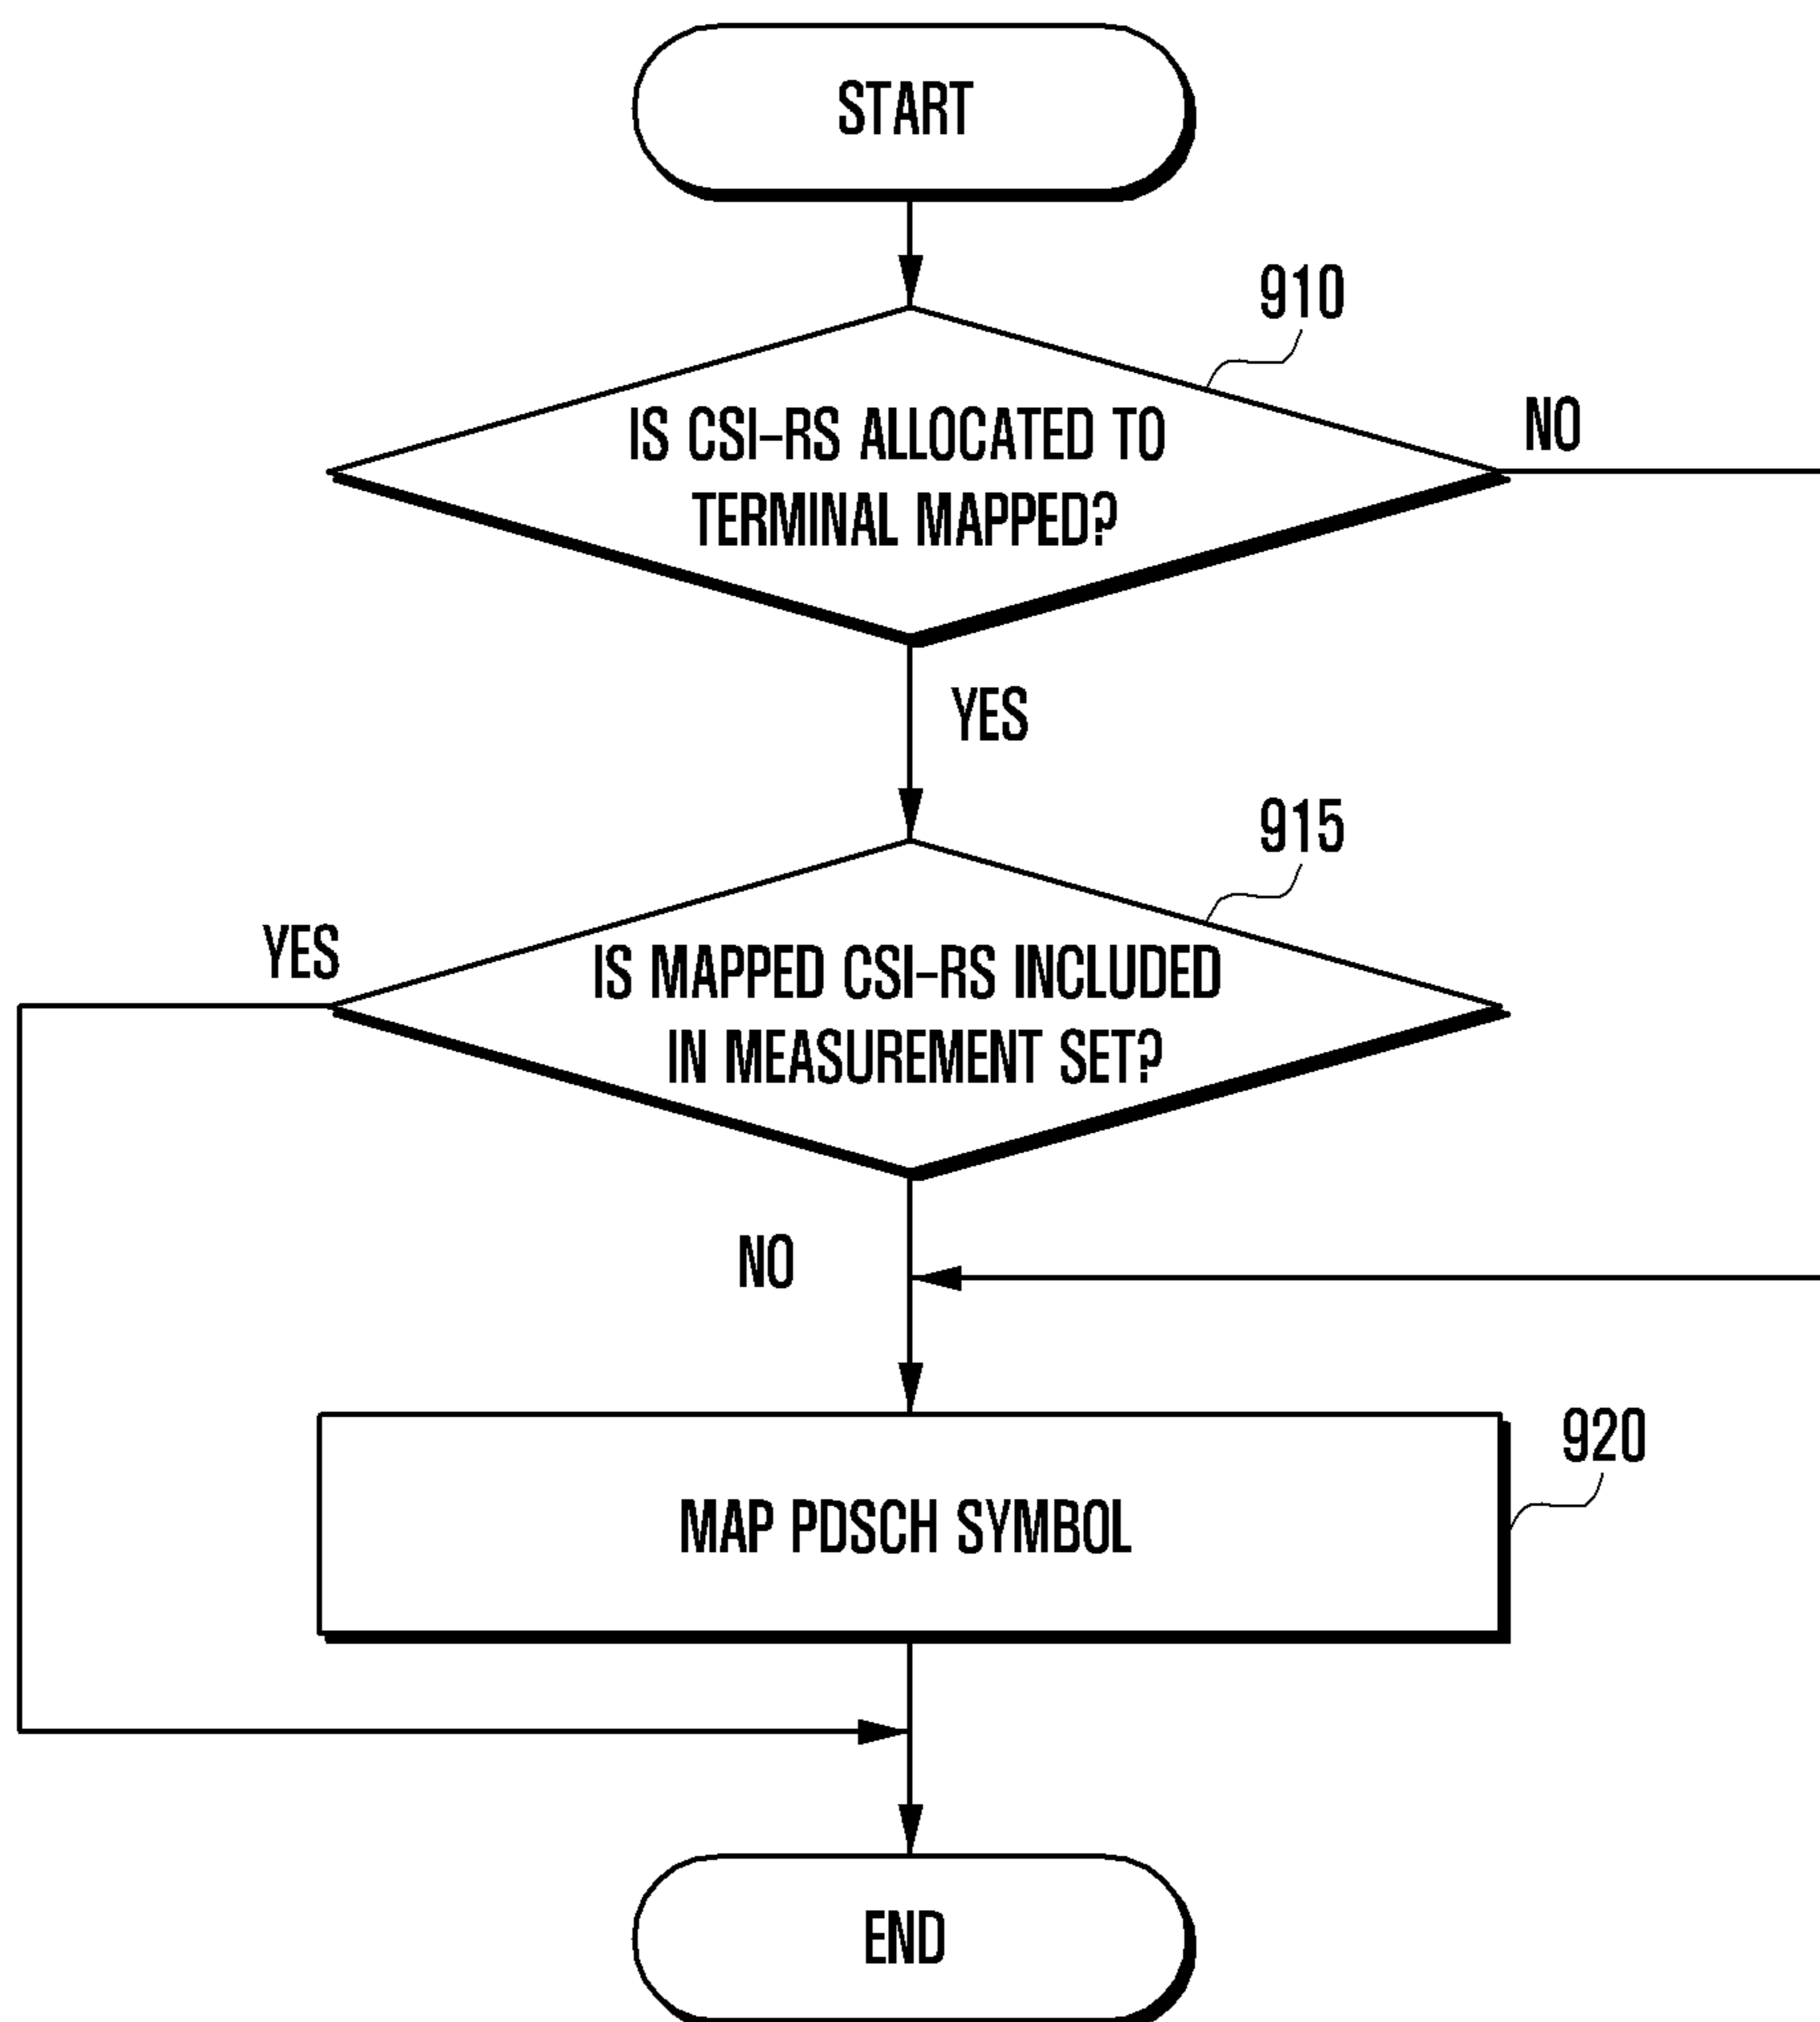 START
910
IS CSI-RS ALLOCATED TO
TERMINAL MAPPED?
NO
YES
915
YES
IS MAPPED CSI-RS INCLUDED
IN MEASUREMENT SET?
NO
920
MAP PDSCH SYMBOL
END